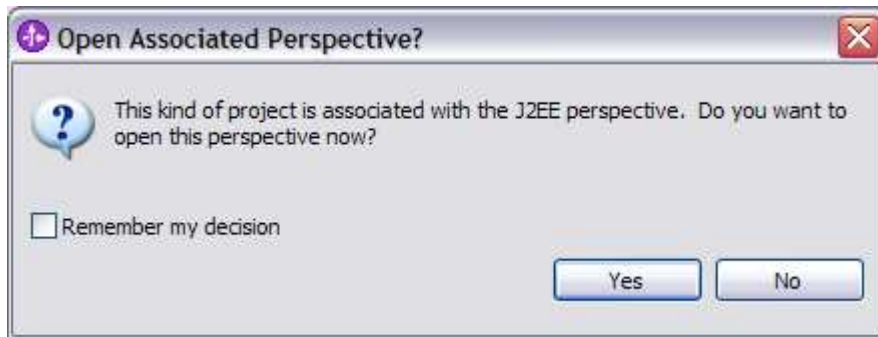 Open Associated Perspective?
This kind of project is associated with the J2EE perspective. Do you want to
open this perspective now?
Remember my decision
Yes No